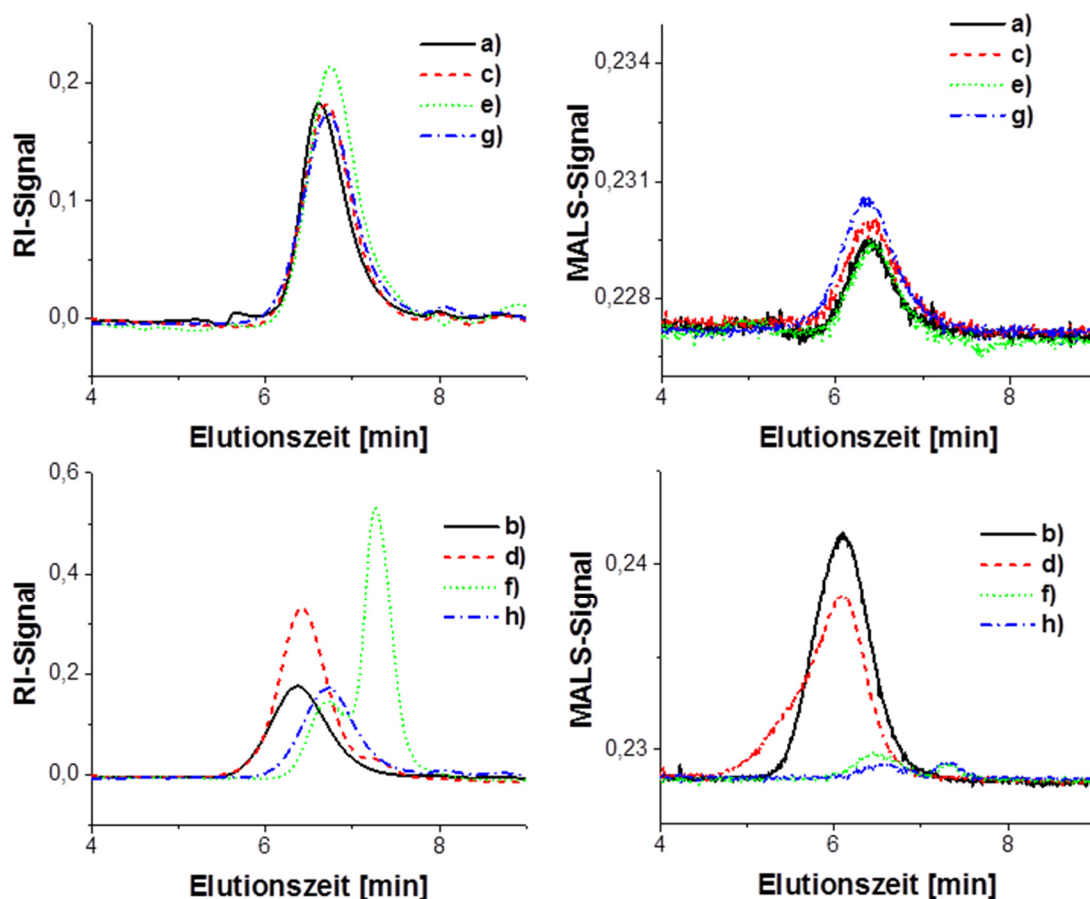 RI-Signal
0,2
0,1
0,0
4
6
8
Elutionszeit [min]
a)
c)
e)
g)
MALS-Signal
0,234
0,231
0,228
4
6
8
Elutionszeit [min]
a)
c)
e)
g)
RI-Signal
0,6
0,4
0,2
0,0
4
6
8
Elutionszeit [min]
b)
d)
f)
h)
MALS-Signal
0,24
0,23
4
6
8
Elutionszeit [min]
b)
d)
f)
h)